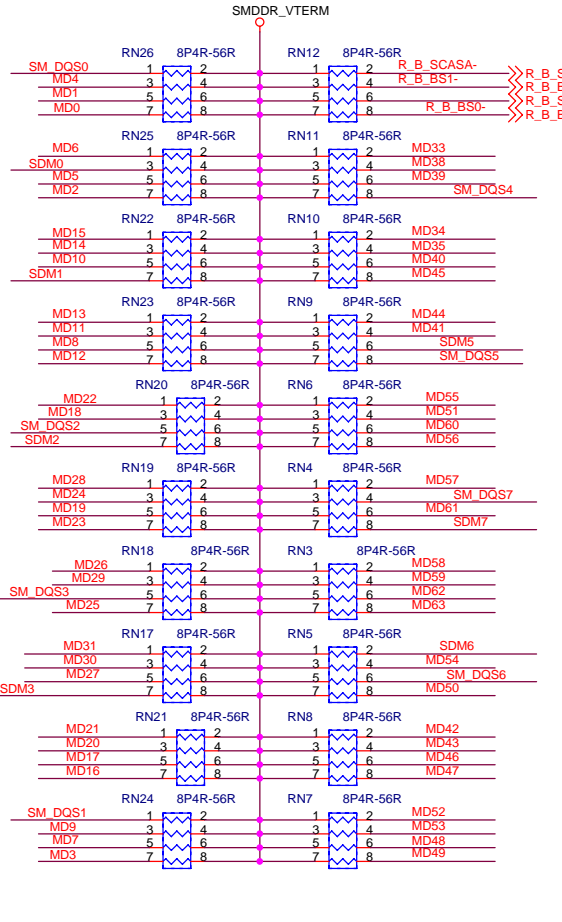 SMDDR_VTERM
RN26 8P4R-56R RN12 8P4R-56R
SM_DQS0 1 2 1 2 R_B_SCASA- R_B_S
MD4 3 4 3 4 R_B_BS1-
MD1 5 6 5 6
MD0 7 8 7 8 R_B_BS0-
RN25 8P4R-56R RN11 8P4R-56R
MD6 1 2 1 2 MD33
SDM0 3 4 3 4 MD38
MD5 5 6 5 6 MD39
MD2 7 8 7 8 SM_DQS4
RN22 8P4R-56R RN10 8P4R-56R
MD15 1 2 1 2 MD34
MD14 3 4 3 4 MD35
MD10 5 6 5 6 MD40
SDM1 7 8 7 8 MD45
RN23 8P4R-56R RN9 8P4R-56R
MD13 1 2 1 2 MD44
MD11 3 4 3 4 MD41
MD8 5 6 5 6 SDM5
MD12 7 8 7 8 SM_DQS5
RN20 8P4R-56R RN6 8P4R-56R
MD22 1 2 1 2 MD55
MD18 3 4 3 4 MD51
SM_DQS2 5 6 5 6 MD60
SDM2 7 8 7 8 MD56
RN19 8P4R-56R RN4 8P4R-56R
MD28 1 2 1 2 MD57
MD24 3 4 3 4 SM_DQS7
MD19 5 6 5 6 MD61
MD23 7 8 7 8 SDM7
RN18 8P4R-56R RN3 8P4R-56R
MD26 1 2 1 2 MD58
MD29 3 4 3 4 MD59
SM_DQS3 5 6 5 6 MD62
MD25 7 8 7 8 MD63
RN17 8P4R-56R RN5 8P4R-56R
MD31 1 2 1 2 SDM6
MD30 3 4 3 4 MD54
MD27 5 6 5 6 SM_DQS6
SDM3 7 8 7 8 MD50
RN21 8P4R-56R RN8 8P4R-56R
MD21 1 2 1 2 MD42
MD20 3 4 3 4 MD43
MD17 5 6 5 6 MD46
MD16 7 8 7 8 MD47
RN24 8P4R-56R RN7 8P4R-56R
SM_DQS1 1 2 1 2 MD52
MD9 3 4 3 4 MD53
MD7 5 6 5 6 MD48
MD3 7 8 7 8 MD49